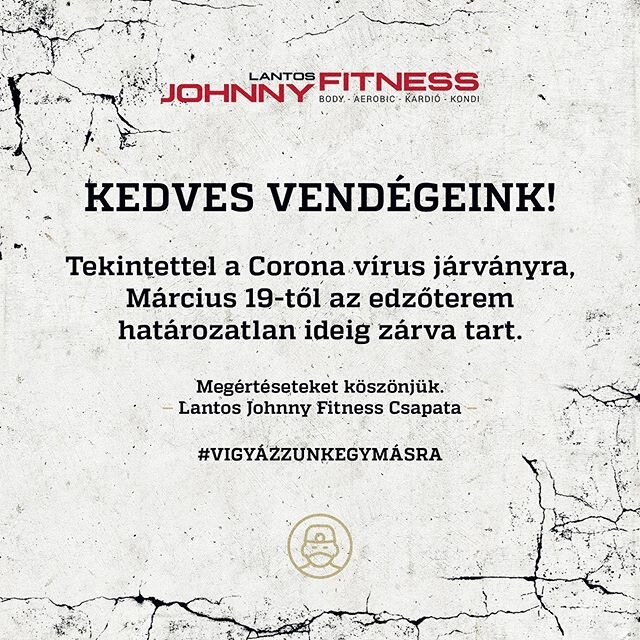 LANTOS
JOHNNY FITNESS
BODY · AEROBIC · KARDIÓ · KONDI
KEDVES VENDÉGEINK!
Tekintettel a Corona vírus járványra,
Március 19-től az edzőterem
határozatlan ideig zárva tart.
Megértéseteket köszönjük.
– Lantos Johnny Fitness Csapata –
#VIGYÁZZUNKEGYMÁSRA